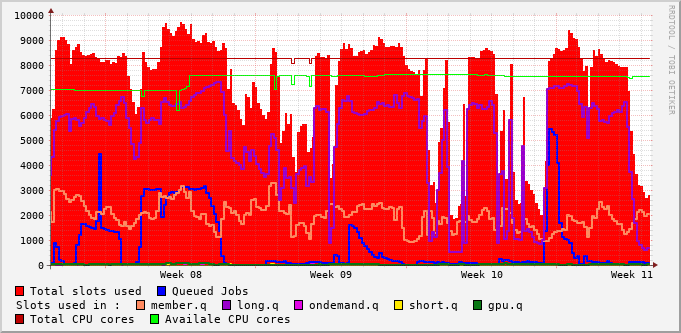 10000
9000
8000
7000
6000
5000
4000
3000
2000
1000
0
RRDTOOL / TOBI OETIKER
Week 08 Week 09 Week 10 Week 11
Total slots used Queued Jobs
Slots used in : member.q long.q ondemand.q short.q gpu.q
Total CPU cores Availale CPU cores